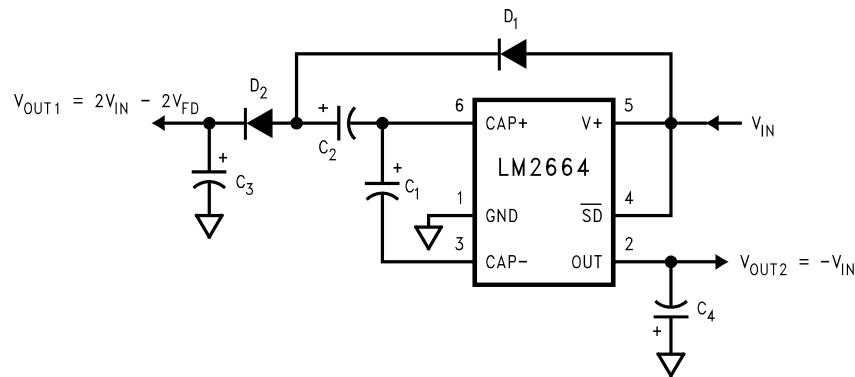 D1
D2
VOUT1 = 2VIN - 2VFD
6
5
+
CAP+
V+
VIN
C2
+
LM2664
+
C3
C1
1
4
GND
SD
3
2
CAP-
OUT
VOUT2 = -VIN
C4
+